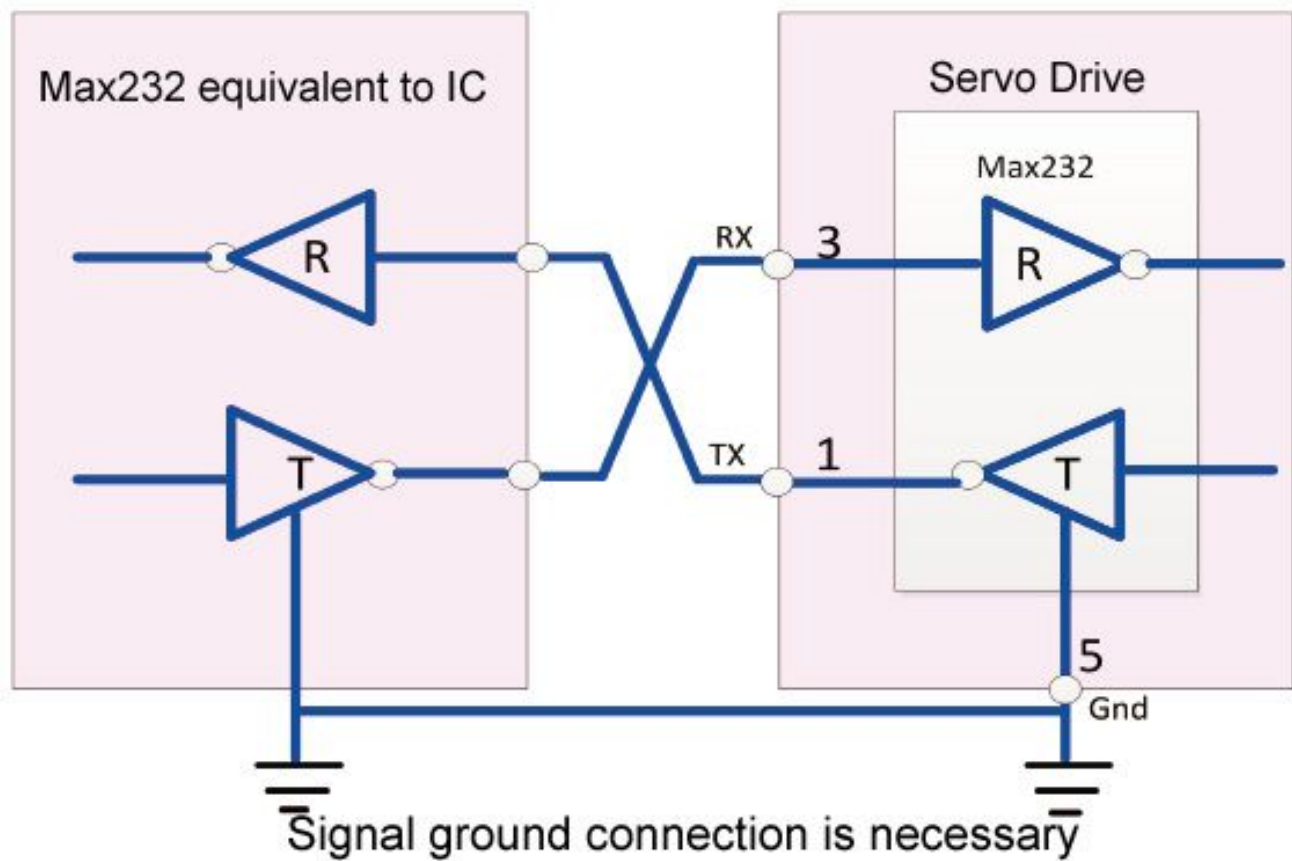 Max232 equivalent to IC
Servo Drive
Max232
R
RX
3
R
T
TX
1
T
5
Gnd
Signal ground connection is necessary